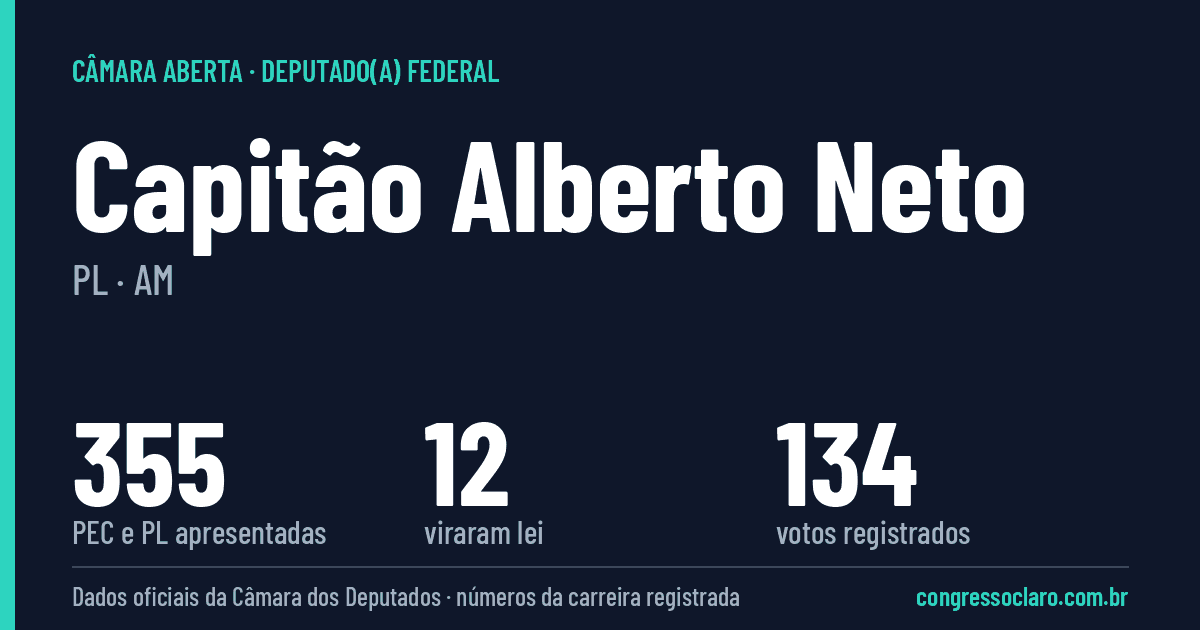 CÂMARA ABERTA · DEPUTADO(A) FEDERAL
Capitão Alberto Neto
PL · AM
355 12 134
PEC e PL apresentadas viraram lei votos registrados
Dados oficiais da Câmara dos Deputados · números da carreira registrada congressoclaro.com.br